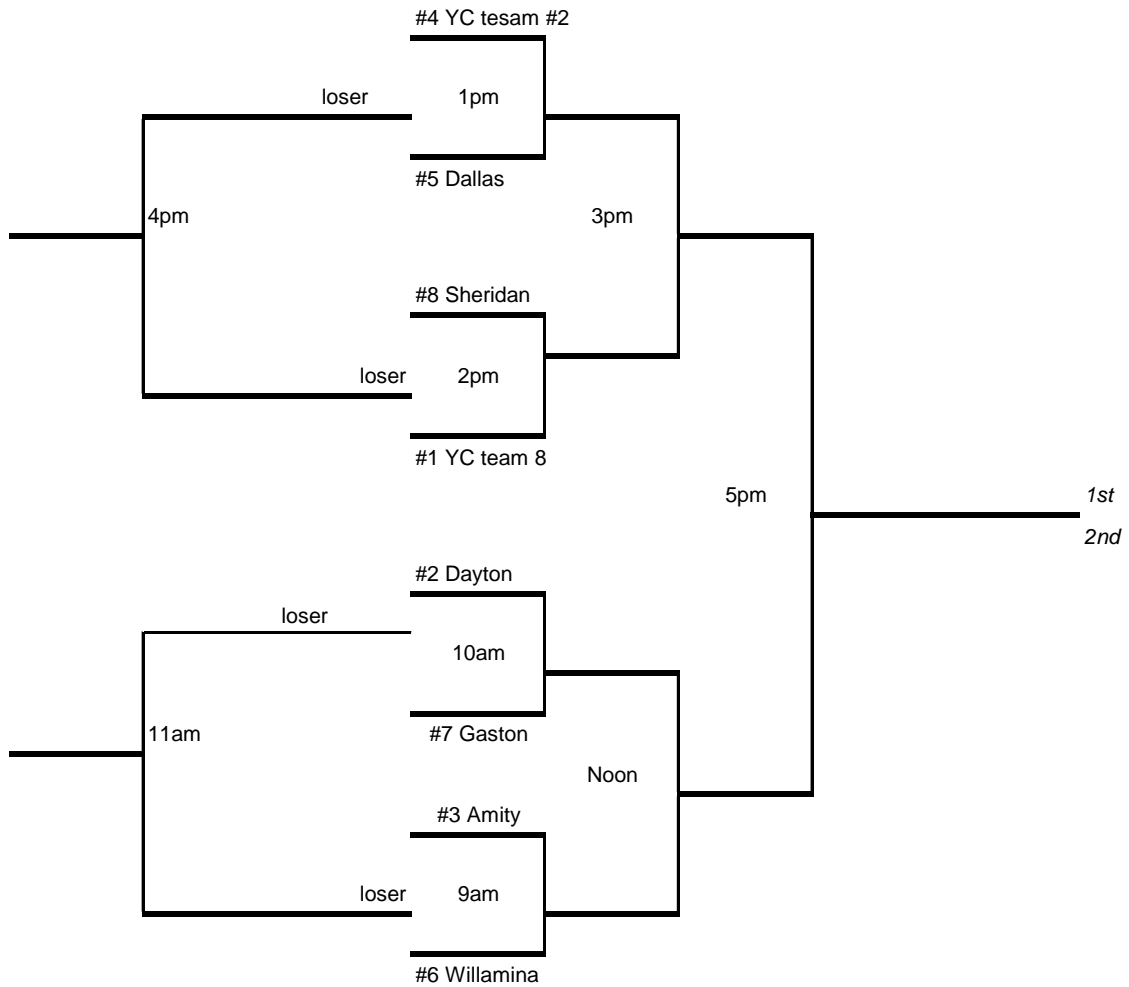 #4 YC tesam #2
loser
1pm
#5 Dallas
4pm
3pm
#8 Sheridan
loser
2pm
#1 YC team 8
5pm
1st
2nd
#2 Dayton
loser
10am
#7 Gaston
11am
Noon
#3 Amity
loser
9am
#6 Willamina